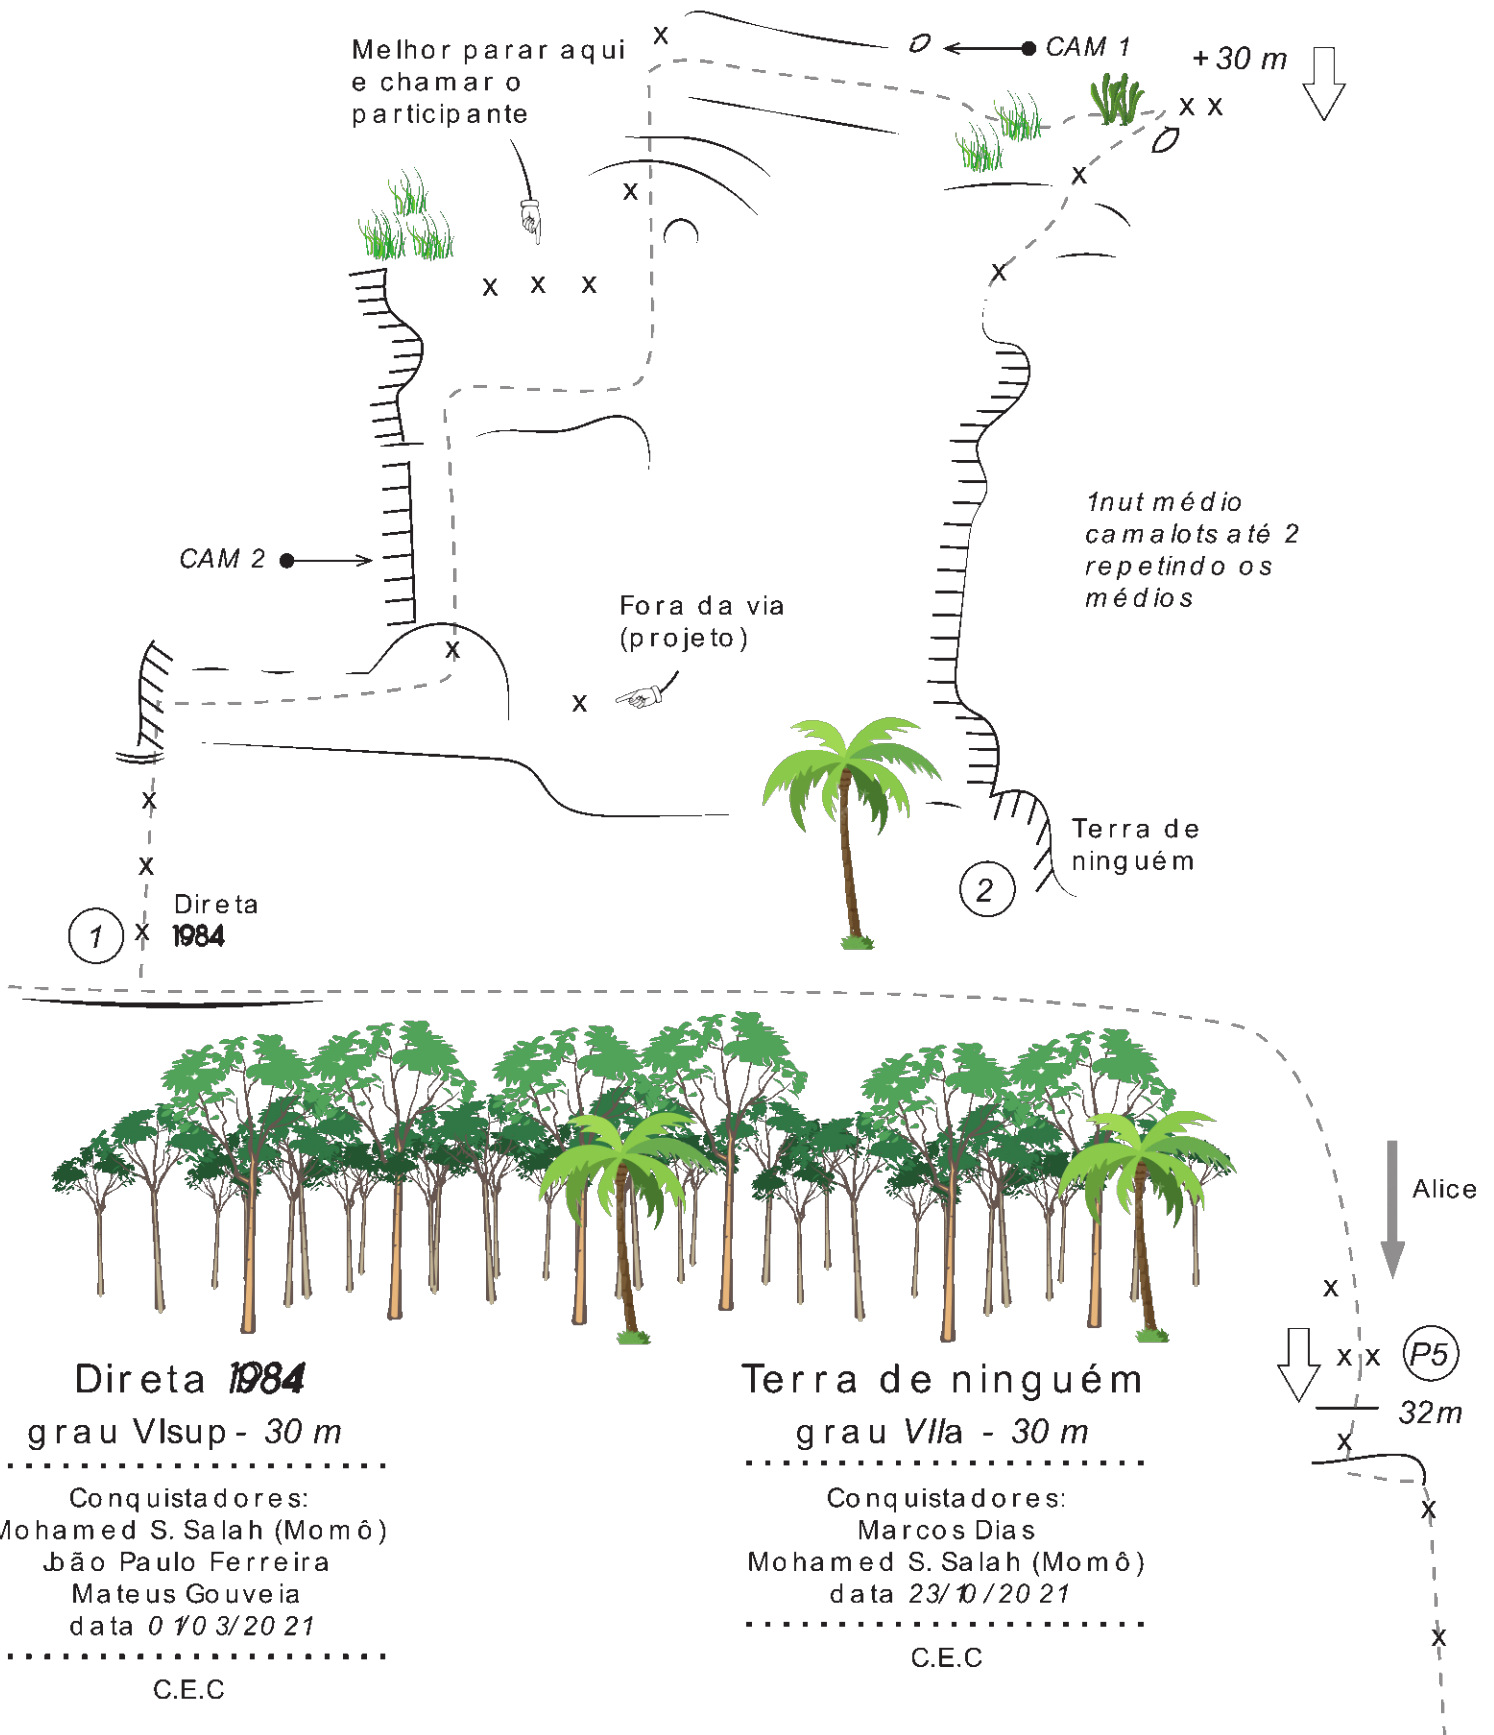 Melhor parar aqui
e chamar o
participante
x
CAM 1
+30 m
x x
x
x
x
x x x
x
CAM 2
1nut médio
camalots até 2
repetindo os
médios
Fora da via
(projeto)
x
x
x
x
Terra de
ninguém
2
Direta
1984
1
x
Alice
x
x x
P5
32m
x
x
x
Direta 1984
grau VIsup - 30 m
Conquistadores:
Mohamed S. Salah (Momô)
João Paulo Ferreira
Mateus Gouveia
data 01/03/2021
C.E.C
Terra de ninguém
grau VIIa - 30 m
Conquistadores:
Marcos Dias
Mohamed S. Salah (Momô)
data 23/10/2021
C.E.C